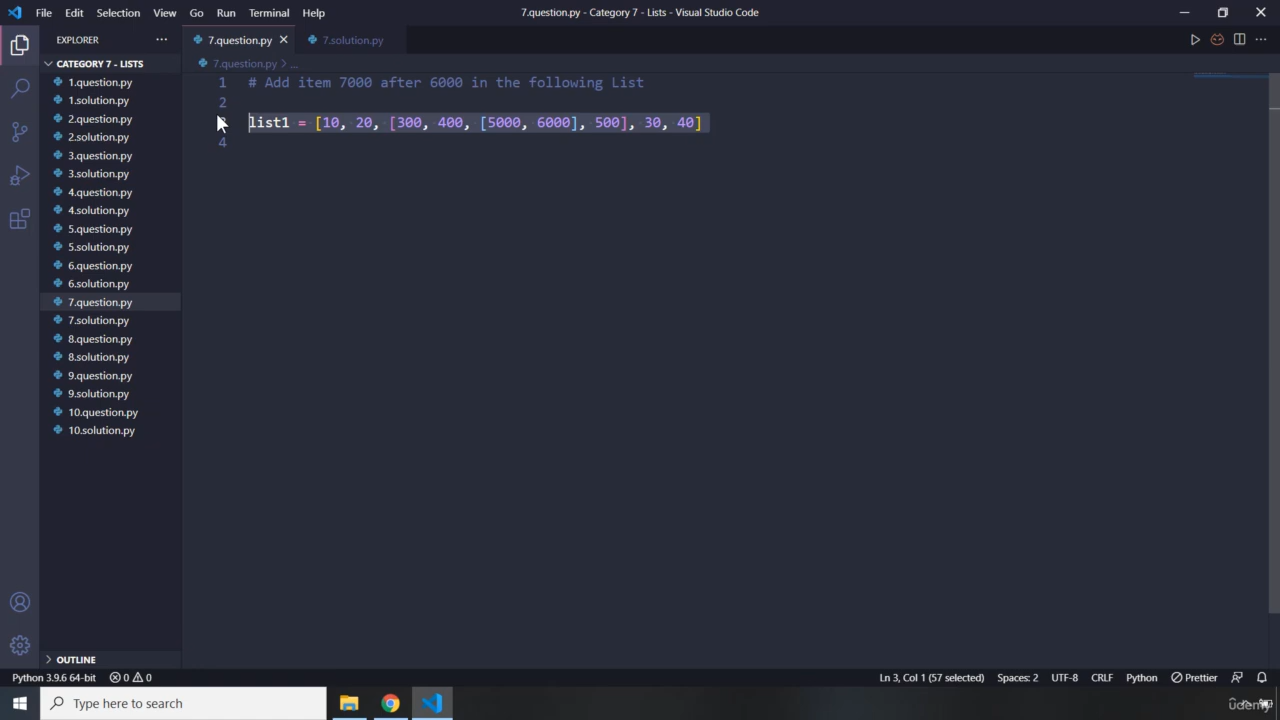 File Edit Selection View Go Run Terminal Help
7.question.py - Category 7 - Lists - Visual Studio Code
EXPLORER
7.question.py
7.solution.py
CATEGORY 7 - LISTS
7.question.py > ...
1.question.py
1.solution.py
2.question.py
2.solution.py
3.question.py
3.solution.py
4.question.py
4.solution.py
5.question.py
5.solution.py
6.question.py
6.solution.py
7.question.py
7.solution.py
8.question.py
8.solution.py
9.question.py
9.solution.py
10.question.py
10.solution.py
1 # Add item 7000 after 6000 in the following List
2
list1 = [10, 20, [300, 400, [5000, 6000], 500], 30, 40]
4
OUTLINE
Python 3.9.6 64-bit 0 0 Ln 3, Col 1 (57 selected) Spaces: 2 UTF-8 CRLF Python Prettier
Type here to search
udemy